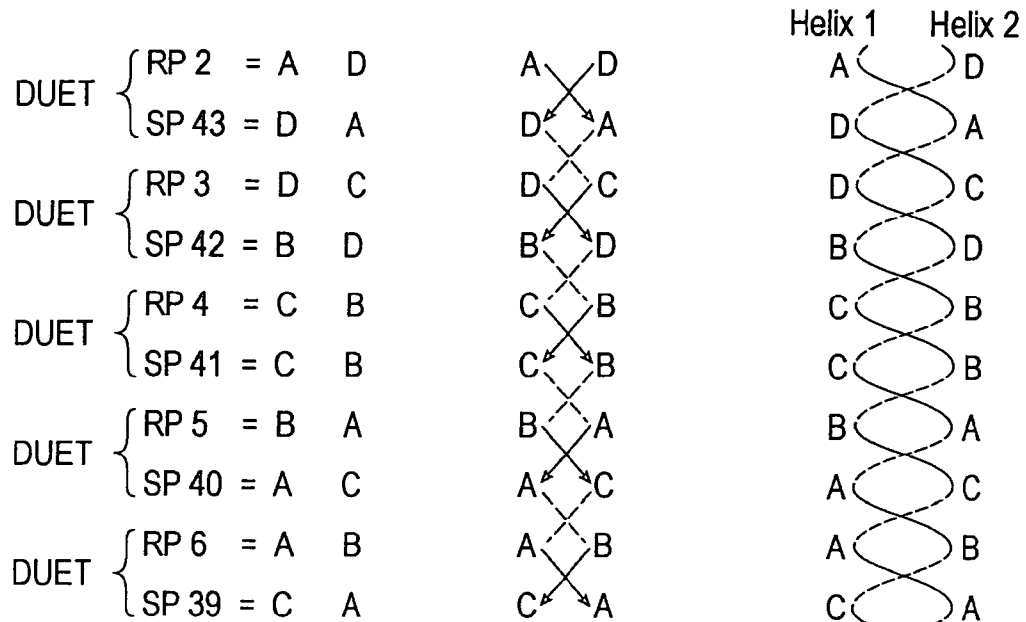 Helix 1 Helix 2
DUET
RP 2 = A D A D A D
SP 43 = D A D A D A
DUET
RP 3 = D C D C D C
SP 42 = B D B D B D
DUET
RP 4 = C B C B C B
SP 41 = C B C B C B
DUET
RP 5 = B A B A B A
SP 40 = A C A C A C
DUET
RP 6 = A B A B A B
SP 39 = C A C A C A